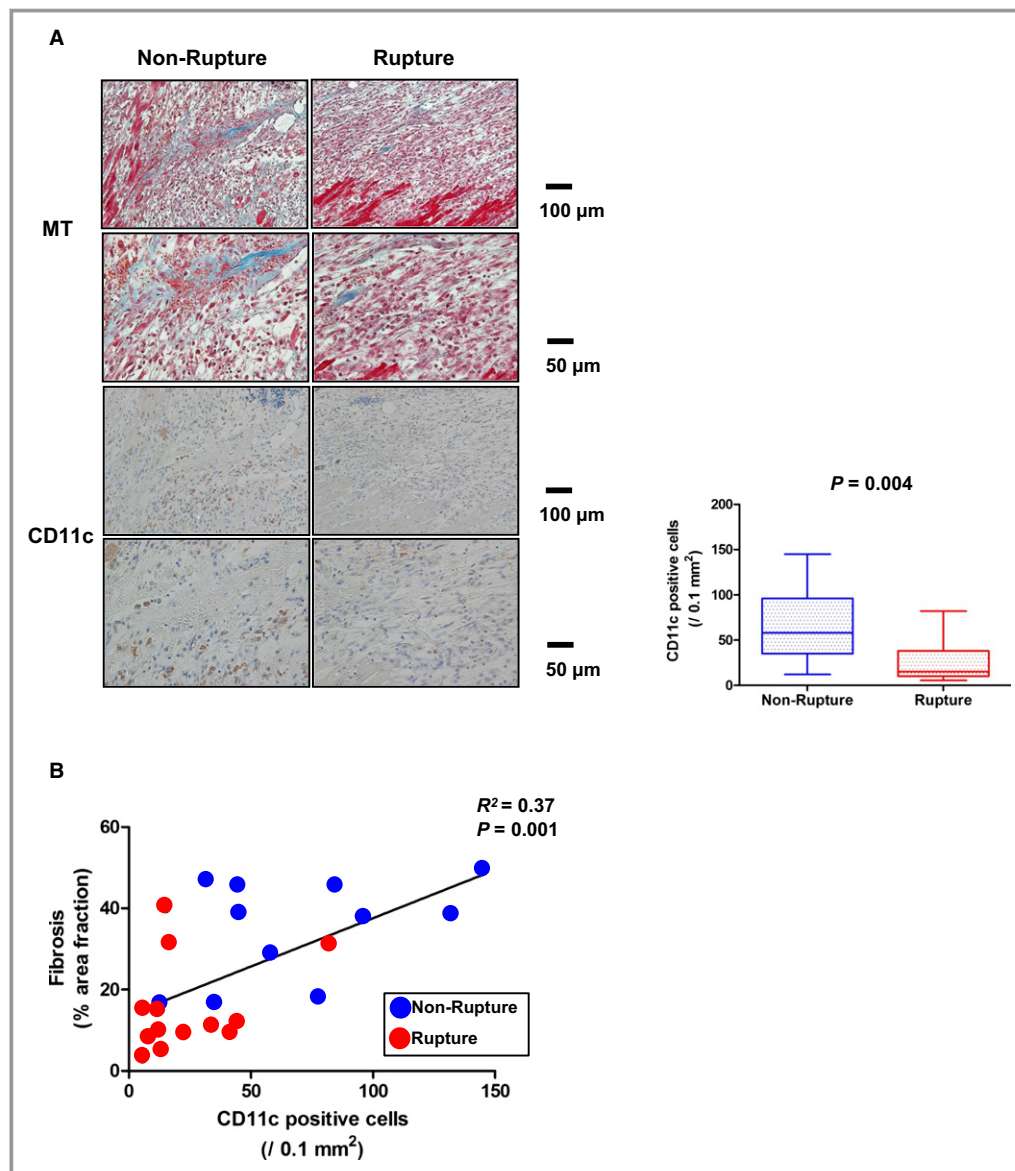 A
Non-Rupture
Rupture
MT
100 µm
50 µm
CD11c
100 µm
50 µm
P = 0.004
CD11c positive cells
(/ 0.1 mm²)
200
150
100
50
0
Non-Rupture
Rupture
B
R² = 0.37
P = 0.001
Fibrosis
(% area fraction)
60
40
20
0
Non-Rupture
Rupture
0
50
100
150
CD11c positive cells
(/ 0.1 mm²)